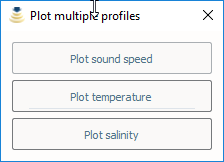 Plot multiple profiles
Plot sound speed
Plot temperature
Plot salinity